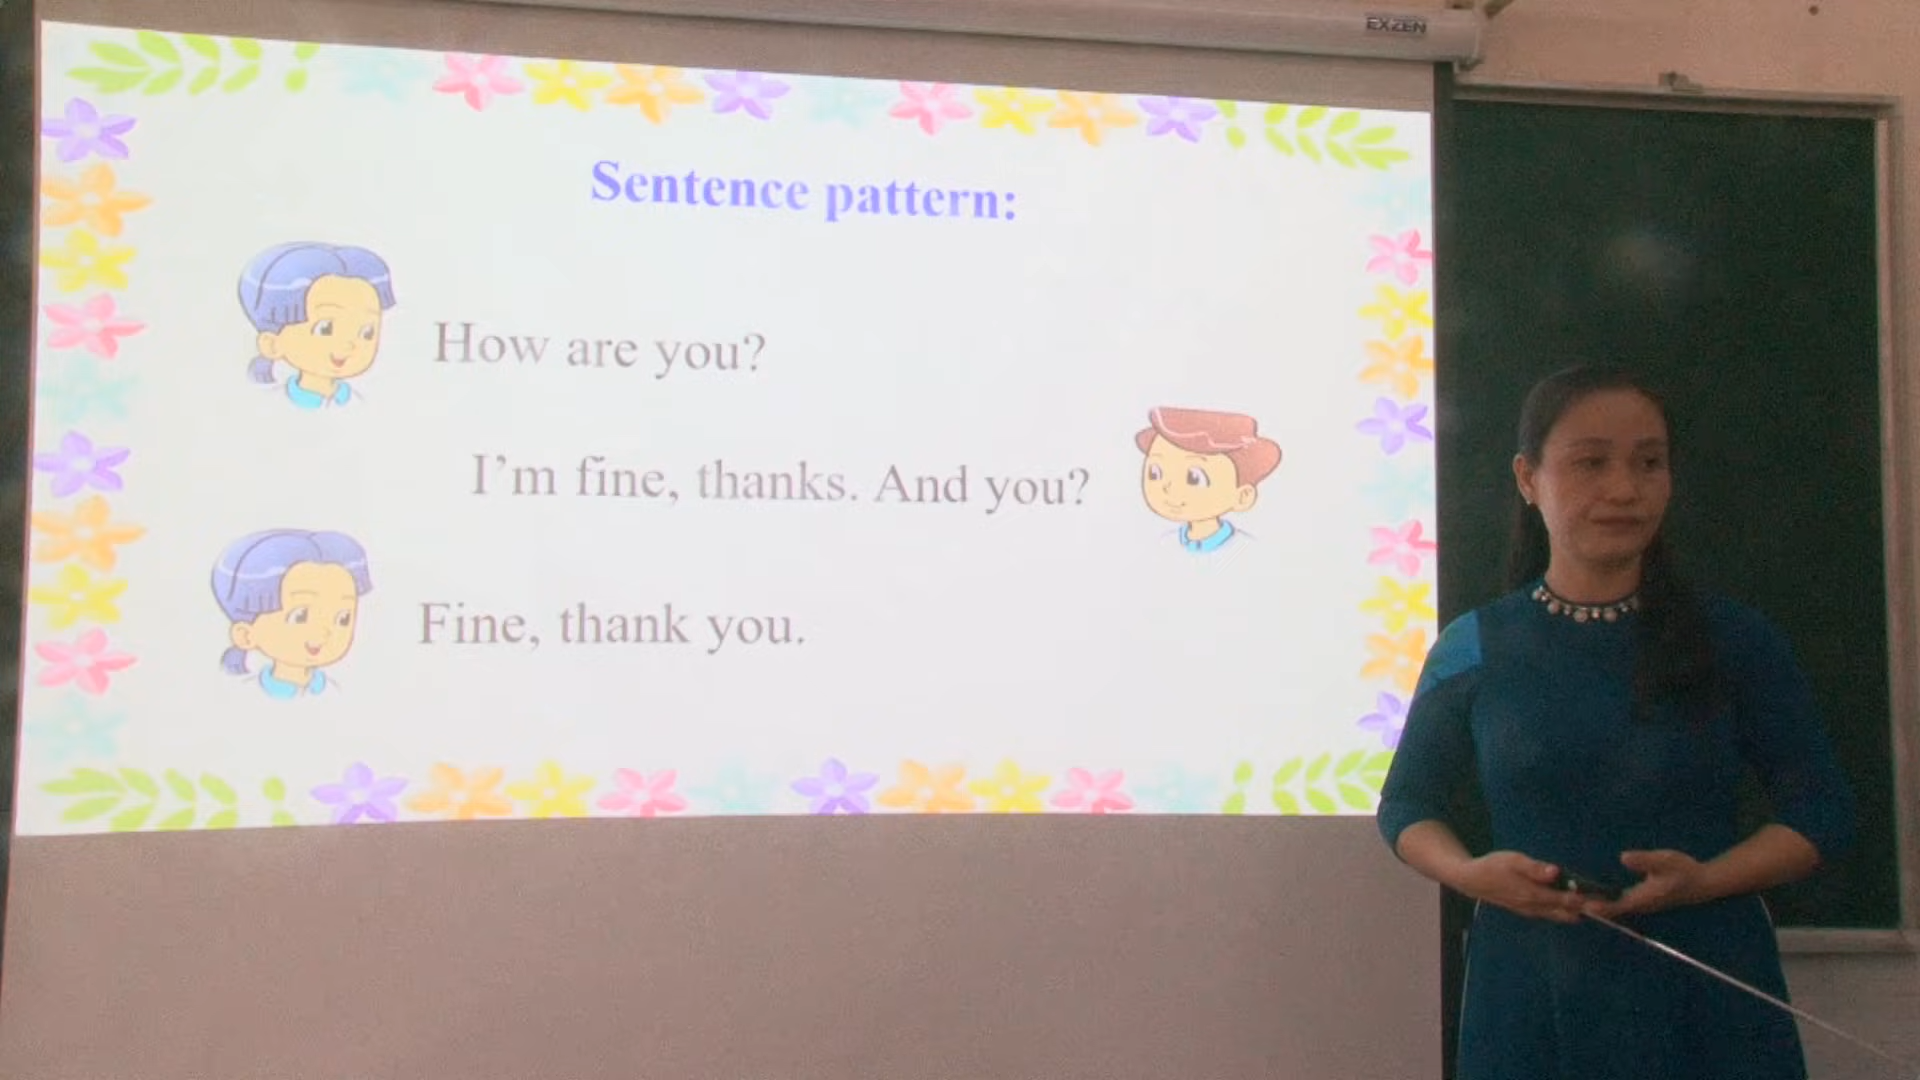 EXZEN
Sentence pattern:
How are you?
I'm fine, thanks. And you?
Fine, thank you.